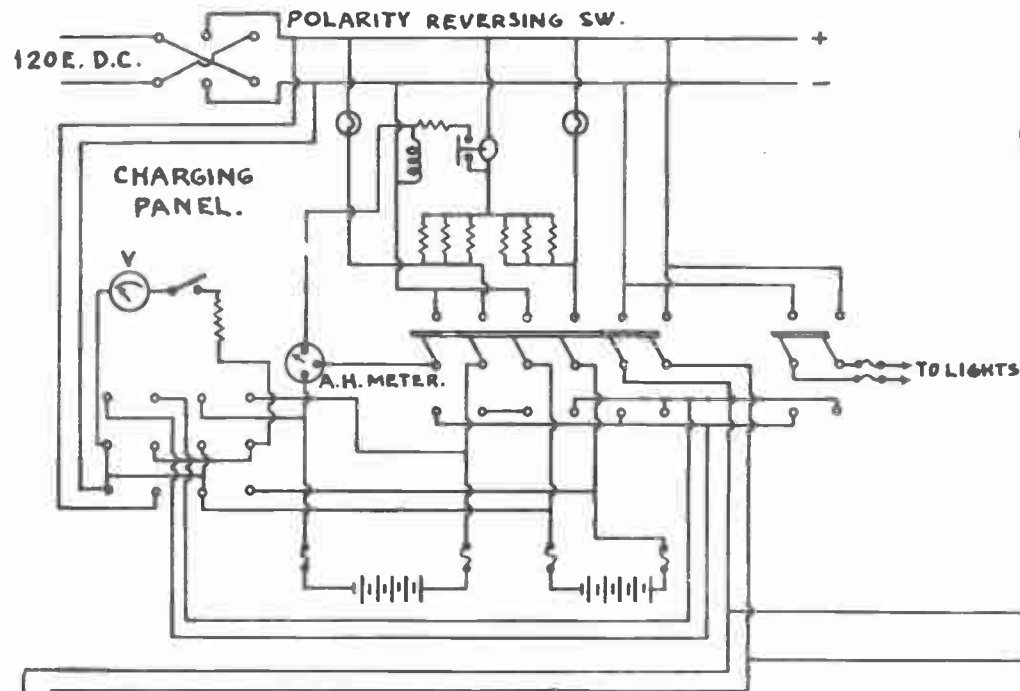 POLARITY REVERSING SW.
120E. D.C.
+
−
CHARGING
PANEL.
V
A.H. METER.
TO LIGHTS